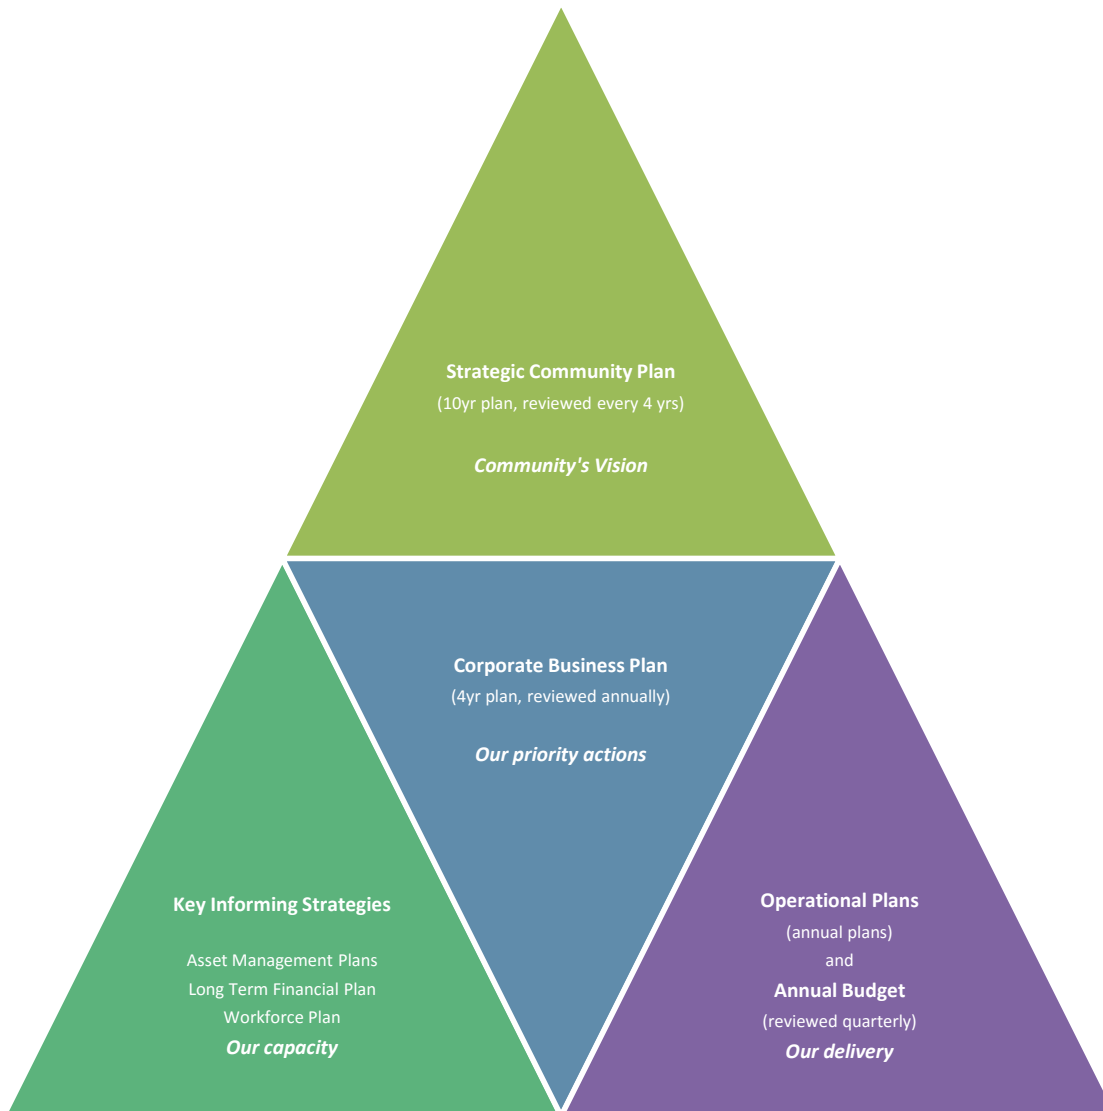 Strategic Community Plan
(10yr plan, reviewed every 4 yrs)
Community's Vision
Corporate Business Plan
(4yr plan, reviewed annually)
Our priority actions
Key Informing Strategies
Asset Management Plans
Long Term Financial Plan
Workforce Plan
Our capacity
Operational Plans
(annual plans)
and
Annual Budget
(reviewed quarterly)
Our delivery